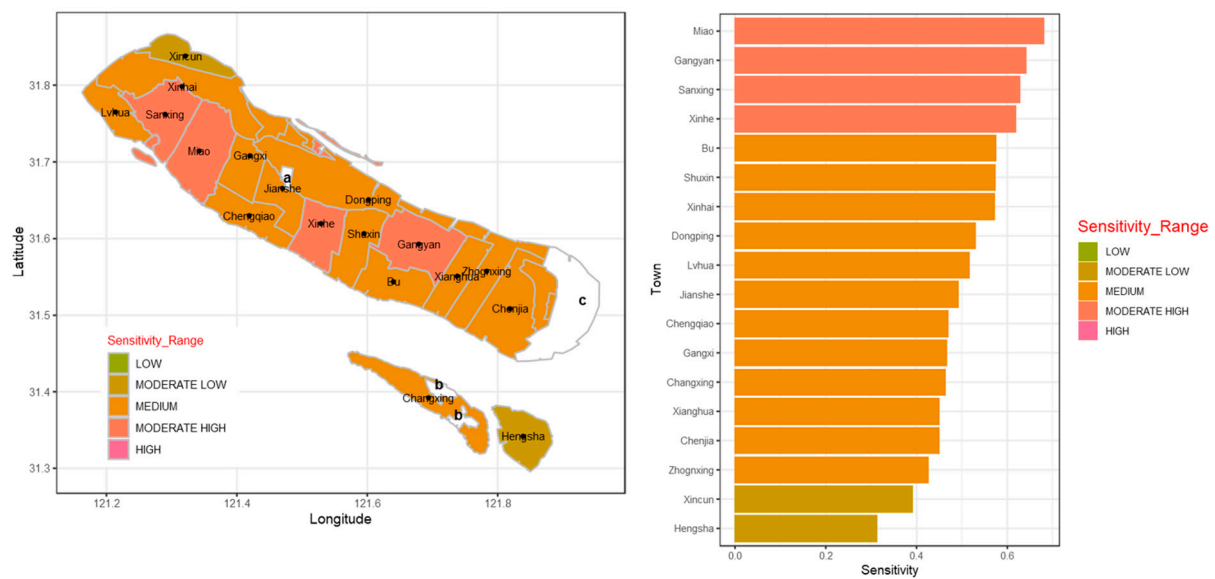 Xincun
Xinhai
Lvhua
Sanxing
Miao
Gangxi
a
Jianshe
Dongping
Chengqiao
Xinhe
Shuxin
Gangyan
Zhognxing
Xianghua
Bu
c
Chenjia
b
Changxing
b
Hengsha
Sensitivity_Range
LOW
MODERATE LOW
MEDIUM
MODERATE HIGH
HIGH
Latitude
31.8
31.7
31.6
31.5
31.4
31.3
121.2
121.4
121.6
121.8
Longitude
Town
Miao
Gangyan
Sanxing
Xinhe
Bu
Shuxin
Xinhai
Dongping
Lvhua
Jianshe
Chengqiao
Gangxi
Changxing
Xianghua
Chenjia
Zhognxing
Xincun
Hengsha
0.0
0.2
0.4
0.6
Sensitivity
Sensitivity_Range
LOW
MODERATE LOW
MEDIUM
MODERATE HIGH
HIGH